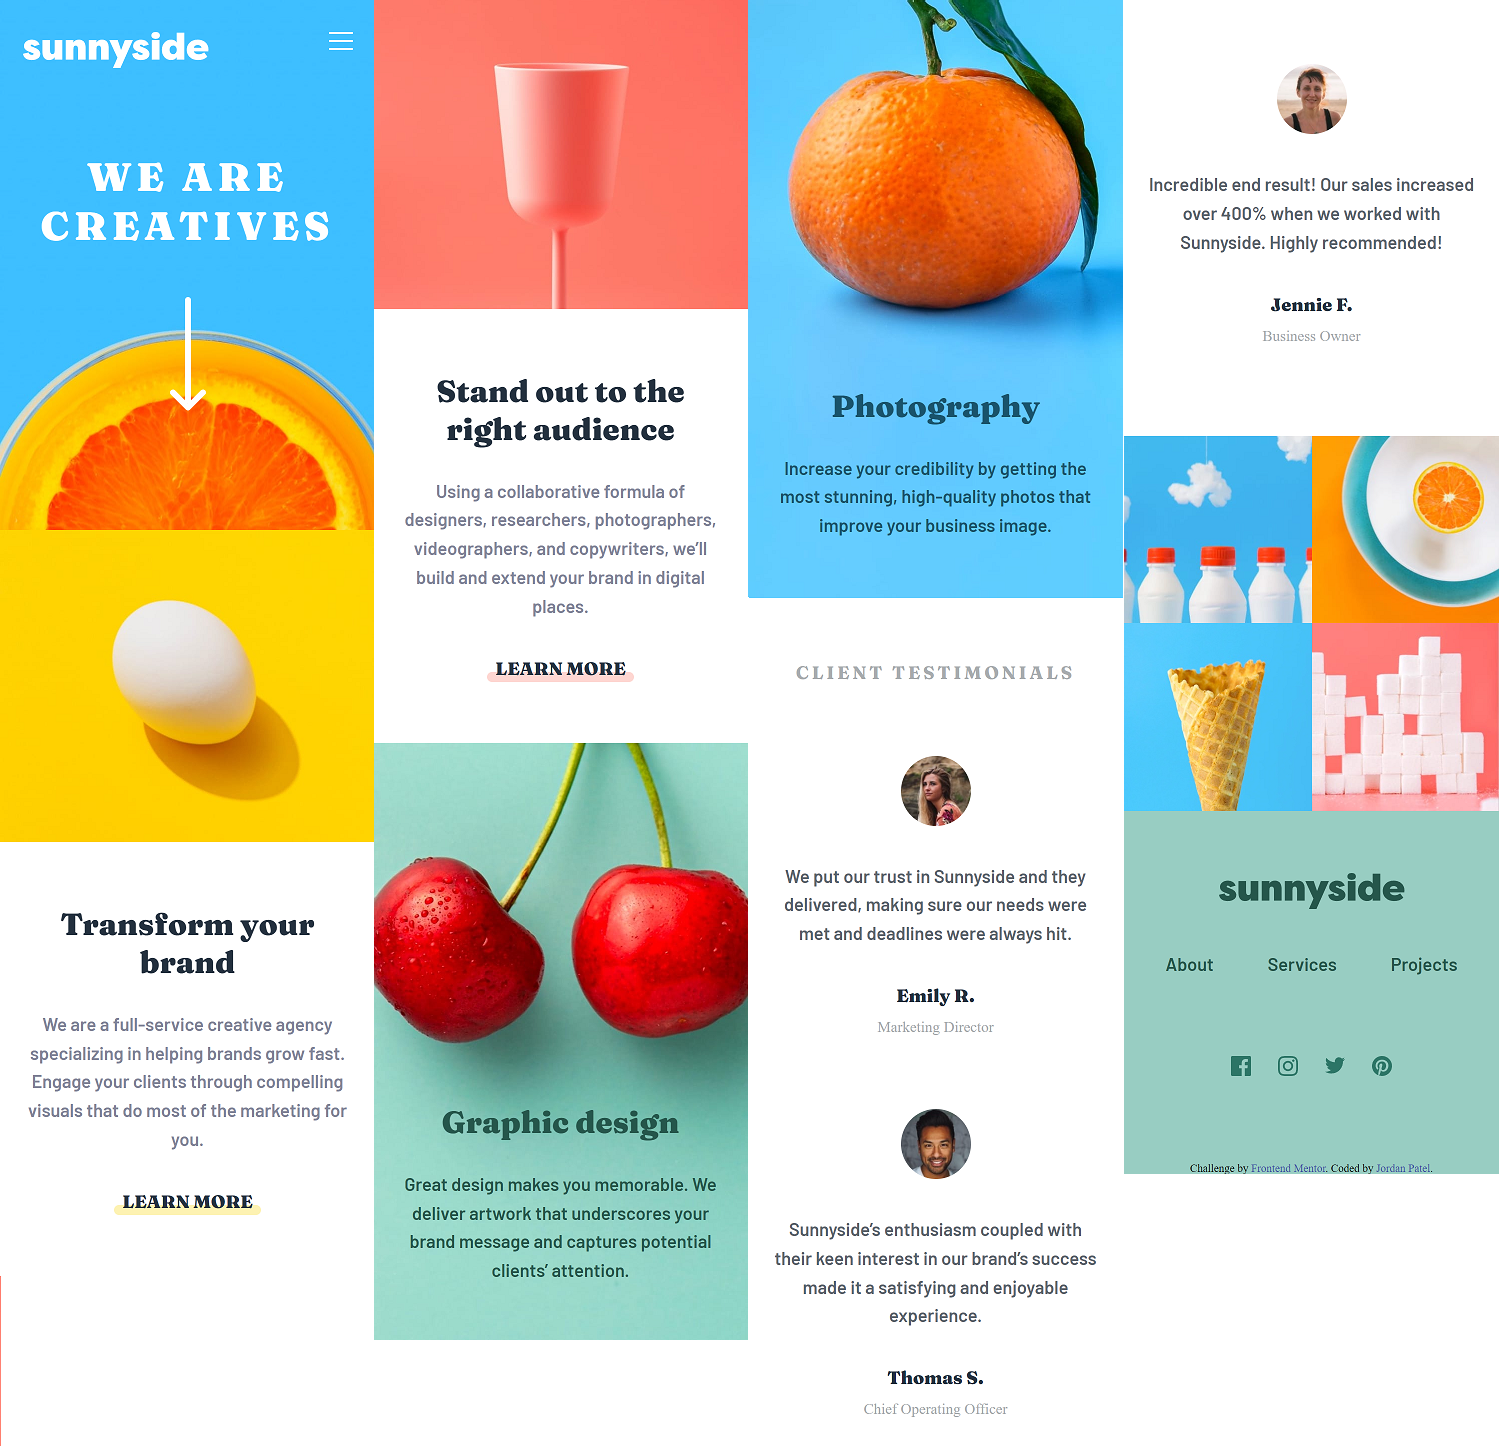 sunnyside
WE ARE
CREATIVES
Transform your
brand
We are a full-service creative agency
specializing in helping brands grow fast.
Engage your clients through compelling
visuals that do most of the marketing for
you.
LEARN MORE
Stand out to the
right audience
Using a collaborative formula of
designers, researchers, photographers,
videographers, and copywriters, we’ll
build and extend your brand in digital
places.
LEARN MORE
Graphic design
Great design makes you memorable. We
deliver artwork that underscores your
brand message and captures potential
clients’ attention.
Photography
Increase your credibility by getting the
most stunning, high-quality photos that
improve your business image.
CLIENT TESTIMONIALS
We put our trust in Sunnyside and they
delivered, making sure our needs were
met and deadlines were always hit.
Emily R.
Marketing Director
Sunnyside’s enthusiasm coupled with
their keen interest in our brand’s success
made it a satisfying and enjoyable
experience.
Thomas S.
Chief Operating Officer
Incredible end result! Our sales increased
over 400% when we worked with
Sunnyside. Highly recommended!
Jennie F.
Business Owner
sunnyside
About Services Projects
Challenge by Frontend Mentor. Coded by Jordan Patel.